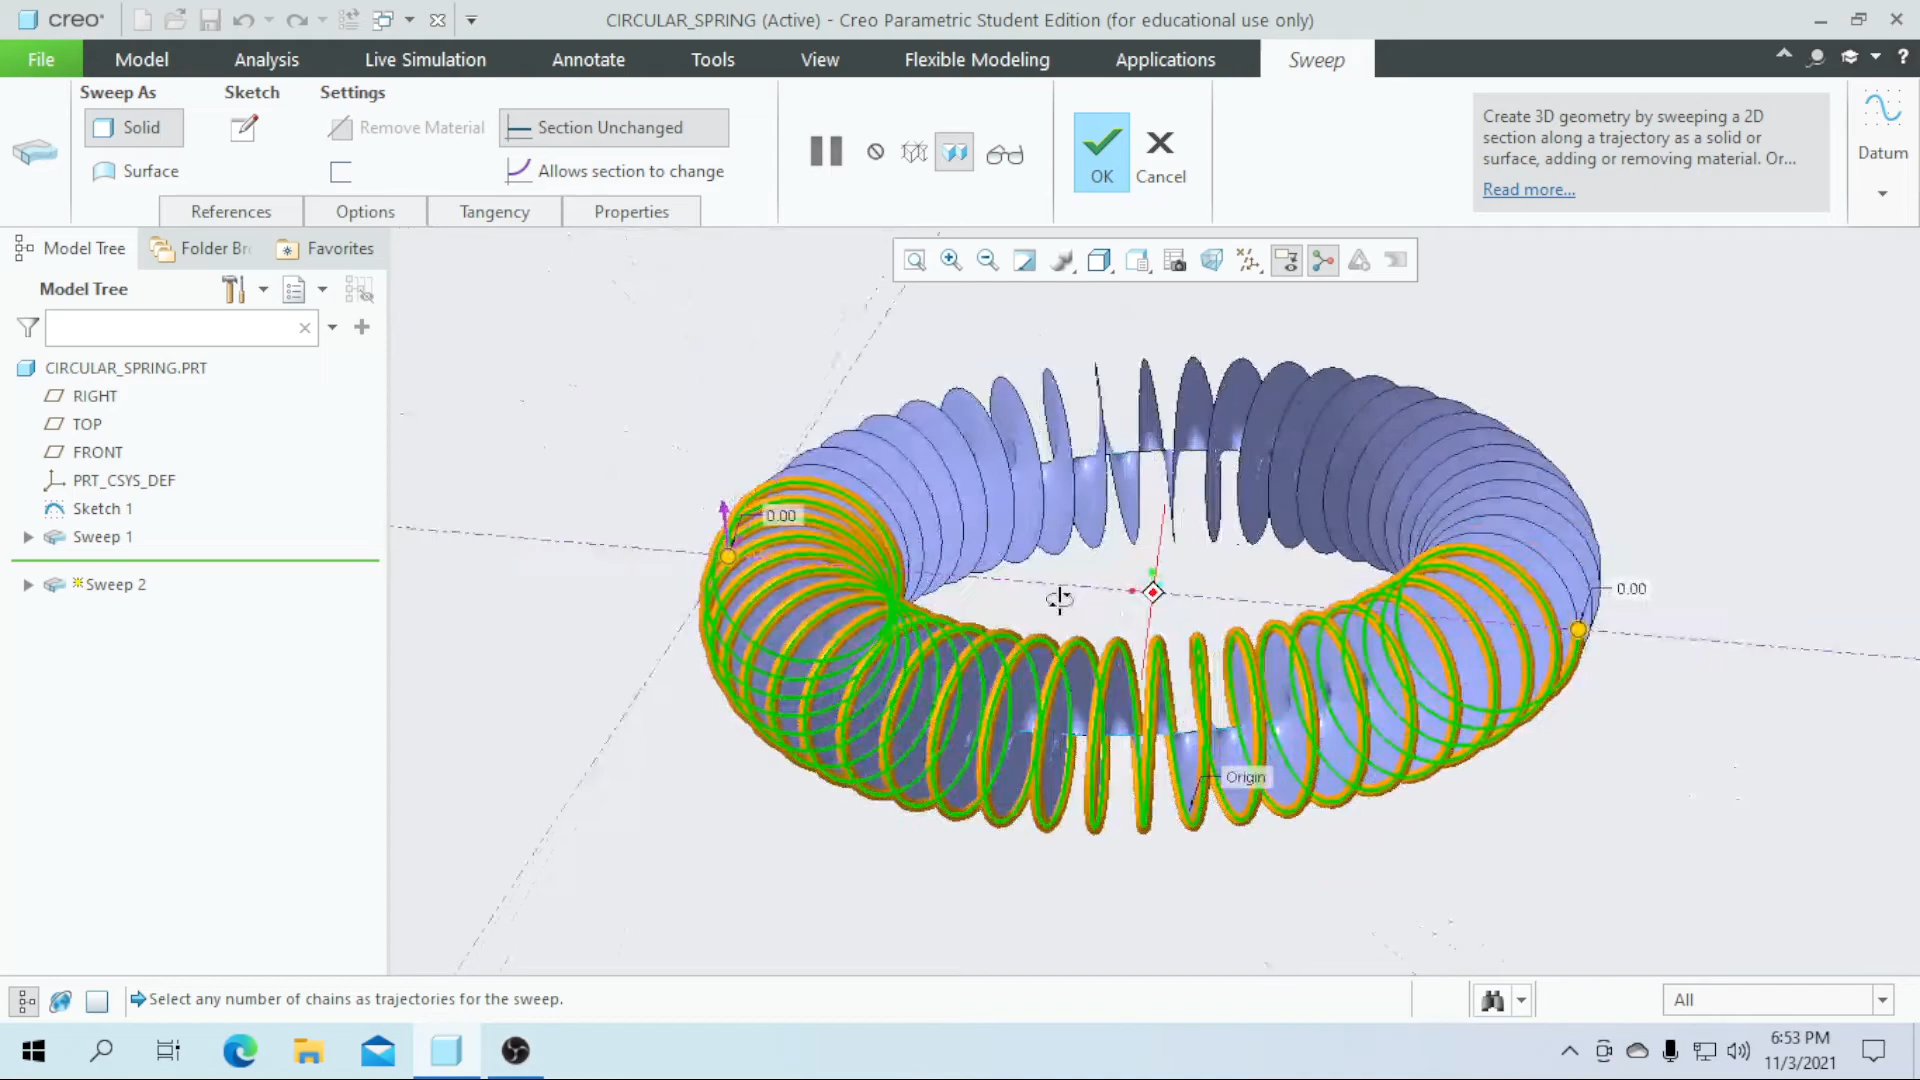 creo
CIRCULAR_SPRING (Active) - Creo Parametric Student Edition (for educational use only)
File
Model
Analysis
Live Simulation
Annotate
Tools
View
Flexible Modeling
Applications
Sweep
?
Sweep As
Sketch
Settings
Solid
Remove Material
Section Unchanged
Surface
Allows section to change
OK
Cancel
Create 3D geometry by sweeping a 2D
section along a trajectory as a solid or
surface, adding or removing material. Or...
Read more...
Datum
References
Options
Tangency
Properties
Model Tree
Folder Br
Favorites
Model Tree
CIRCULAR_SPRING.PRT
RIGHT
TOP
FRONT
PRT_CSYS_DEF
Sketch 1
Sweep 1
Sweep 2
0.00
0.00
Origin
Select any number of chains as trajectories for the sweep.
All
6:53 PM
11/3/2021